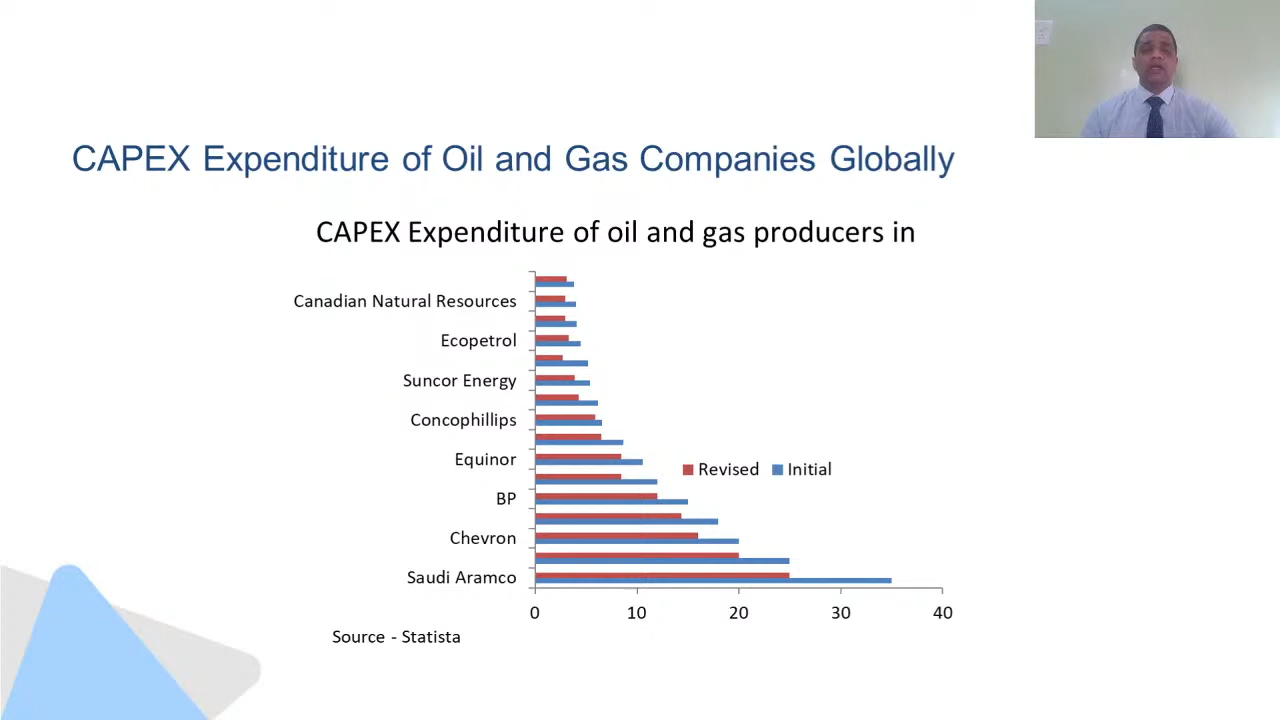 CAPEX Expenditure of Oil and Gas Companies Globally
CAPEX Expenditure of oil and gas producers in
Canadian Natural Resources
Ecopetrol
Suncor Energy
Concophillips
Equinor
Revised Initial
BP
Chevron
Saudi Aramco
0 10 20 30 40
Source - Statista